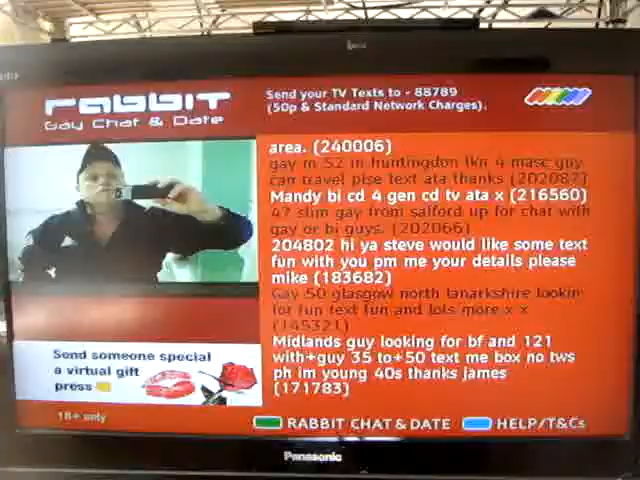 rabbit
Gay Chat & Date
Send your TV Texts to - 88789
(50p & Standard Network Charges).
area. (240006)
gay m 52 in huntingdon lkn 4 masc guy
can travel plse text ata thanks (202087)
Mandy bi cd 4 gen cd tv ata x (216560)
47 slim gay from salford up for chat with
gay or bi guys. (202066)
204802 hi ya steve would like some text
fun with you pm me your details please
mike (183682)
Gay 50 glasgow north lanarkshire lookin
for fun text fun and lots more x x
(145321)
Midlands guy looking for bf and 121
with+guy 35 to+50 text me box no tws
ph im young 40s thanks james
(171783)
Send someone special
a virtual gift
press
18+ only
RABBIT CHAT & DATE
HELP/T&Cs
Panasonic